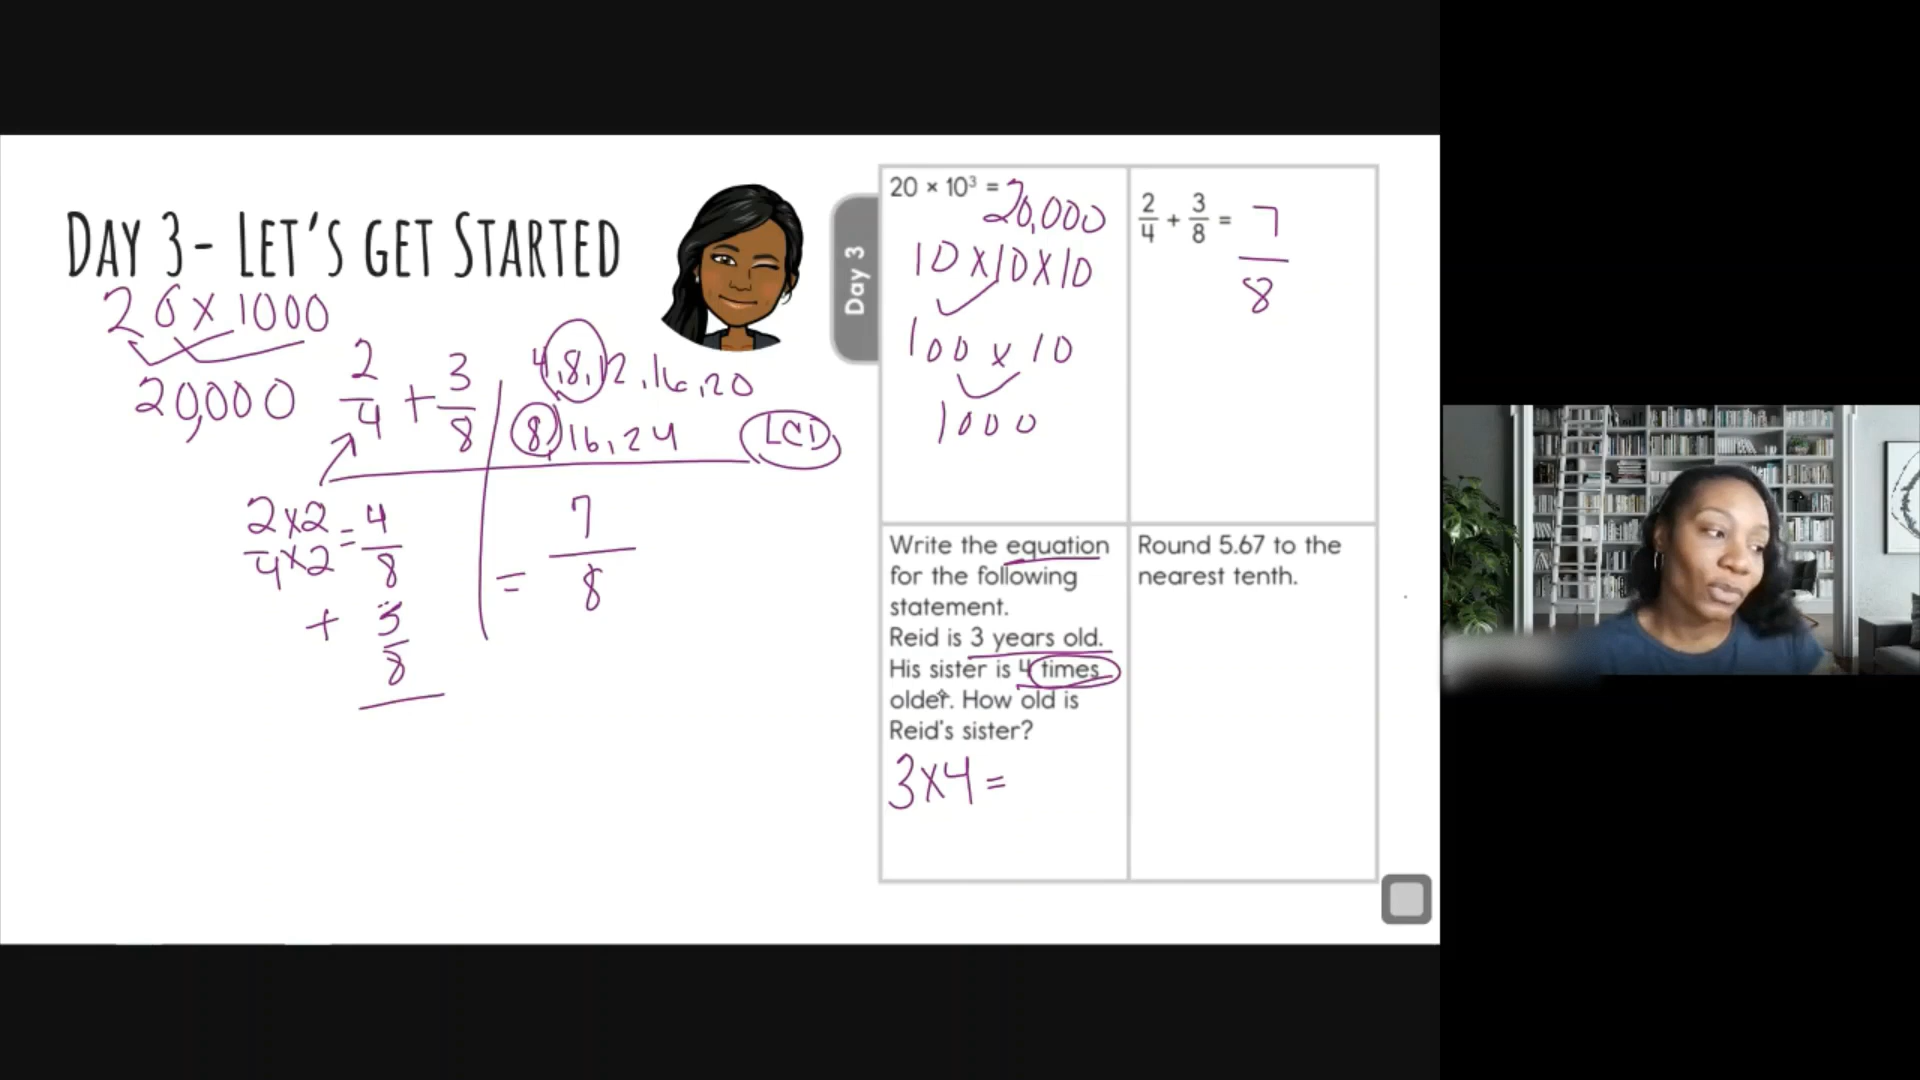 DAY 3- LET'S GET STARTED
20 x 1000
20,000
2/4 + 3/8
4,8,12,16,20
8,16,24
LCD
2x2/4x2 = 4/8
+ 3/8
= 7/8
Day 3
20 × 10³ = 20,000
10 x 10 x 10
100 x 10
1000
2/4 + 3/8 = 7/8
Write the equation
for the following
statement.
Reid is 3 years old.
His sister is 4 times
older. How old is
Reid's sister?
3x4=
Round 5.67 to the
nearest tenth.